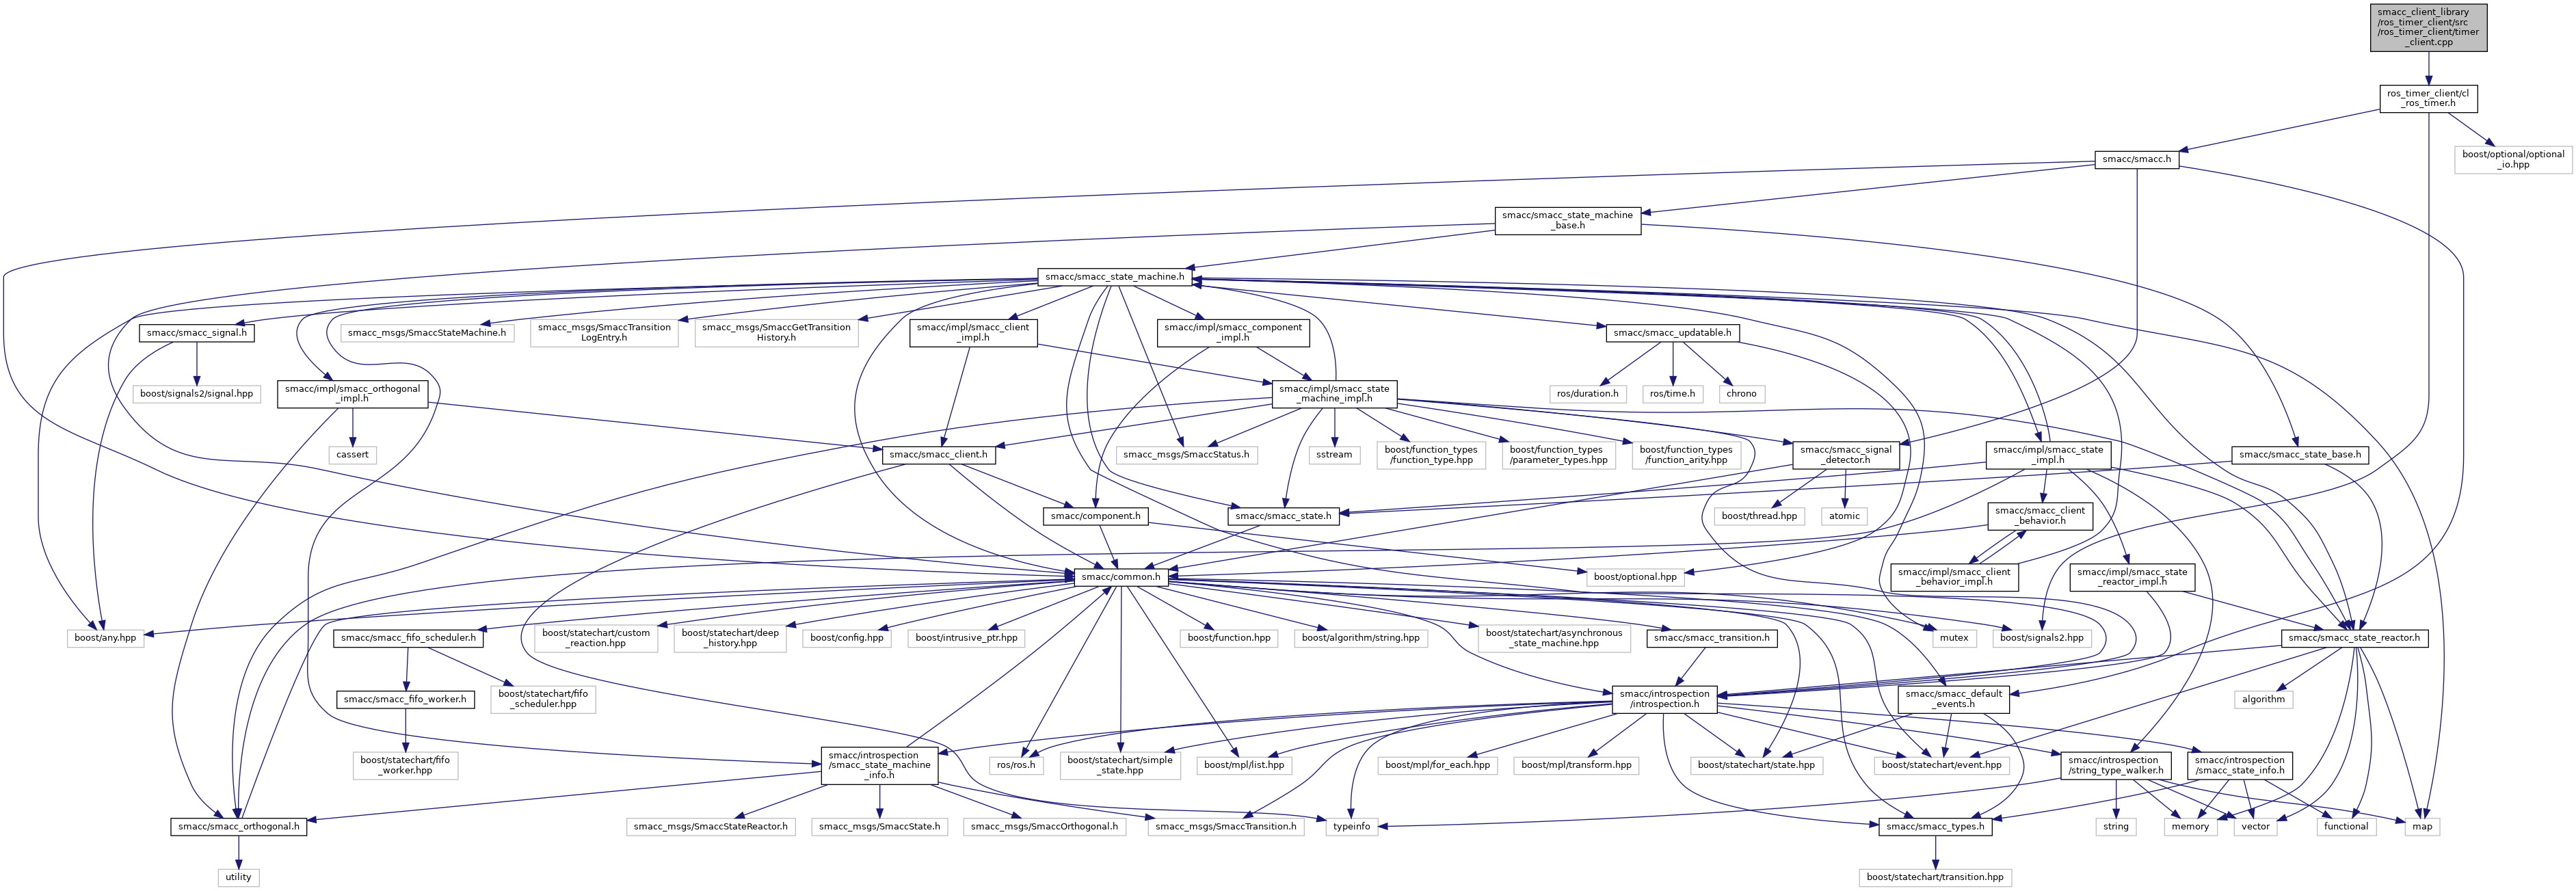 smacc_client_library
/ros_timer_client/src
/ros_timer_client/timer
_client.cpp
ros_timer_client/cl
_ros_timer.h
smacc/smacc.h
boost/optional/optional
_io.hpp
smacc/smacc_state_machine
_base.h
smacc/smacc_state_machine.h
smacc/smacc_signal.h
smacc_msgs/SmaccStateMachine.h
smacc_msgs/SmaccTransition
LogEntry.h
smacc_msgs/SmaccGetTransition
History.h
smacc/impl/smacc_client
_impl.h
smacc/impl/smacc_component
_impl.h
smacc/smacc_updatable.h
boost/signals2/signal.hpp
smacc/impl/smacc_orthogonal
_impl.h
smacc/impl/smacc_state
_machine_impl.h
ros/duration.h
ros/time.h
chrono
cassert
smacc/smacc_client.h
smacc_msgs/SmaccStatus.h
sstream
boost/function_types
/function_type.hpp
boost/function_types
/parameter_types.hpp
boost/function_types
/function_arity.hpp
smacc/smacc_signal
_detector.h
smacc/impl/smacc_state
_impl.h
smacc/smacc_state_base.h
smacc/component.h
smacc/smacc_state.h
boost/thread.hpp
atomic
smacc/smacc_client
_behavior.h
smacc/common.h
boost/optional.hpp
smacc/impl/smacc_client
_behavior_impl.h
smacc/impl/smacc_state
_reactor_impl.h
boost/any.hpp
smacc/smacc_fifo_scheduler.h
boost/statechart/custom
_reaction.hpp
boost/statechart/deep
_history.hpp
boost/config.hpp
boost/intrusive_ptr.hpp
boost/function.hpp
boost/algorithm/string.hpp
boost/statechart/asynchronous
_state_machine.hpp
smacc/smacc_transition.h
mutex
boost/signals2.hpp
smacc/smacc_state_reactor.h
smacc/smacc_fifo_worker.h
boost/statechart/fifo
_scheduler.hpp
smacc/introspection
/introspection.h
smacc/smacc_default
_events.h
algorithm
boost/statechart/fifo
_worker.hpp
smacc/introspection
/smacc_state_machine
_info.h
ros/ros.h
boost/statechart/simple
_state.hpp
boost/mpl/list.hpp
boost/mpl/for_each.hpp
boost/mpl/transform.hpp
boost/statechart/state.hpp
boost/statechart/event.hpp
smacc/introspection
/string_type_walker.h
smacc/introspection
/smacc_state_info.h
smacc/smacc_orthogonal.h
smacc_msgs/SmaccStateReactor.h
smacc_msgs/SmaccState.h
smacc_msgs/SmaccOrthogonal.h
smacc_msgs/SmaccTransition.h
typeinfo
smacc/smacc_types.h
string
memory
vector
functional
map
utility
boost/statechart/transition.hpp